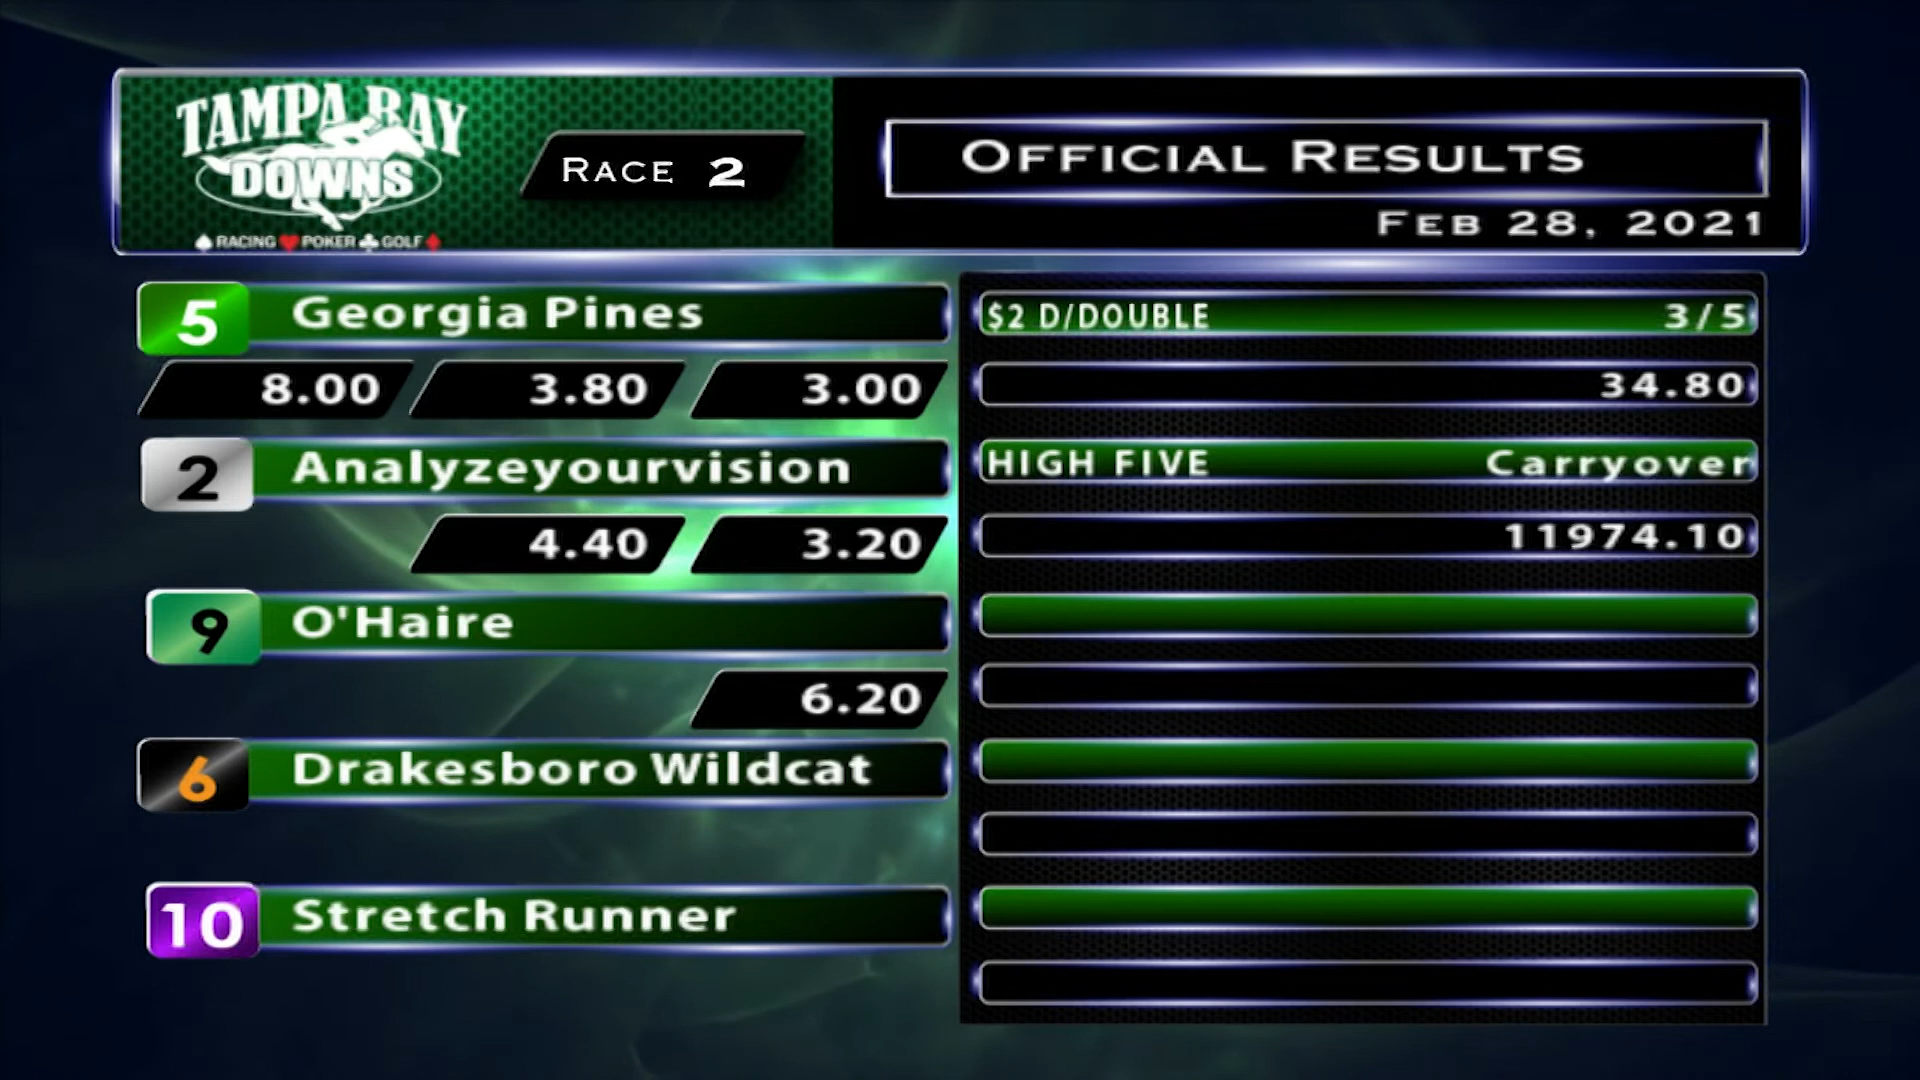 TAMPA BAY
DOWNS
RACING POKER GOLF
RACE 2
OFFICIAL RESULTS
FEB 28, 2021
5 Georgia Pines
8.00 3.80 3.00
2 Analyzeyourvision
4.40 3.20
9 O'Haire
6.20
6 Drakesboro Wildcat
10 Stretch Runner
$2 D/DOUBLE 3/5
34.80
HIGH FIVE Carryover
11974.10